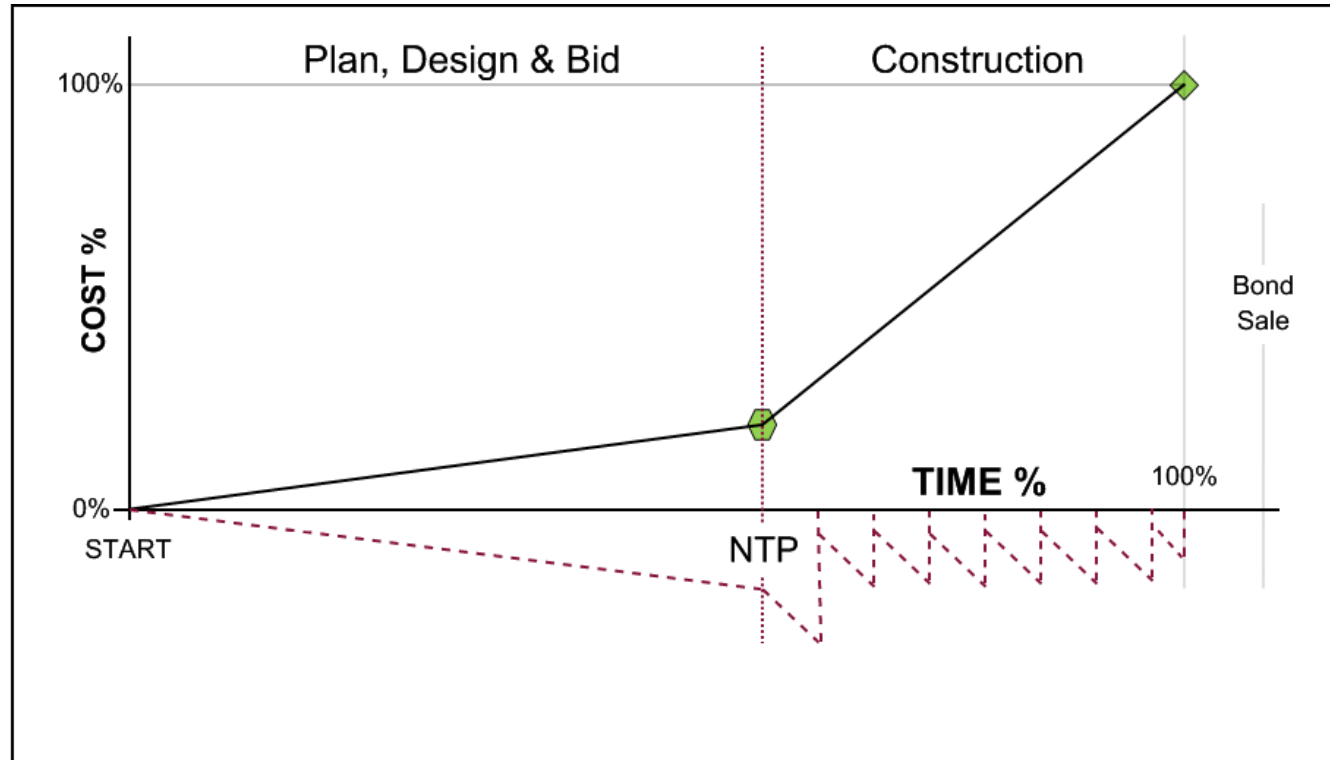 Plan, Design & Bid
Construction
100%
COST %
Bond
Sale
TIME %
100%
0%
START
NTP